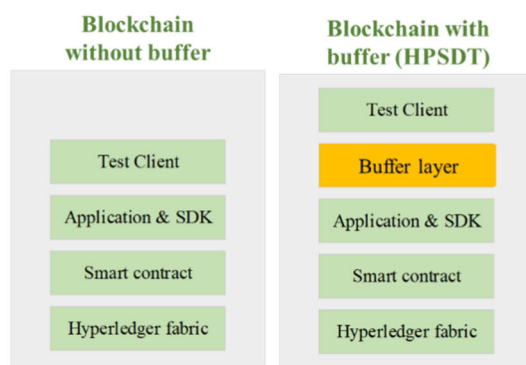 Blockchain
without buffer
Test Client
Application & SDK
Smart contract
Hyperledger fabric
Blockchain with
buffer (HPSDT)
Test Client
Buffer layer
Application & SDK
Smart contract
Hyperledger fabric